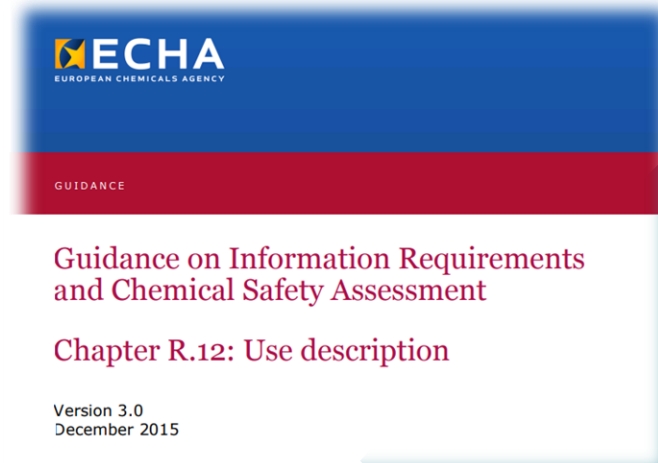 ECHA
EUROPEAN CHEMICALS AGENCY
GUIDANCE
Guidance on Information Requirements
and Chemical Safety Assessment
Chapter R.12: Use description
Version 3.0
December 2015